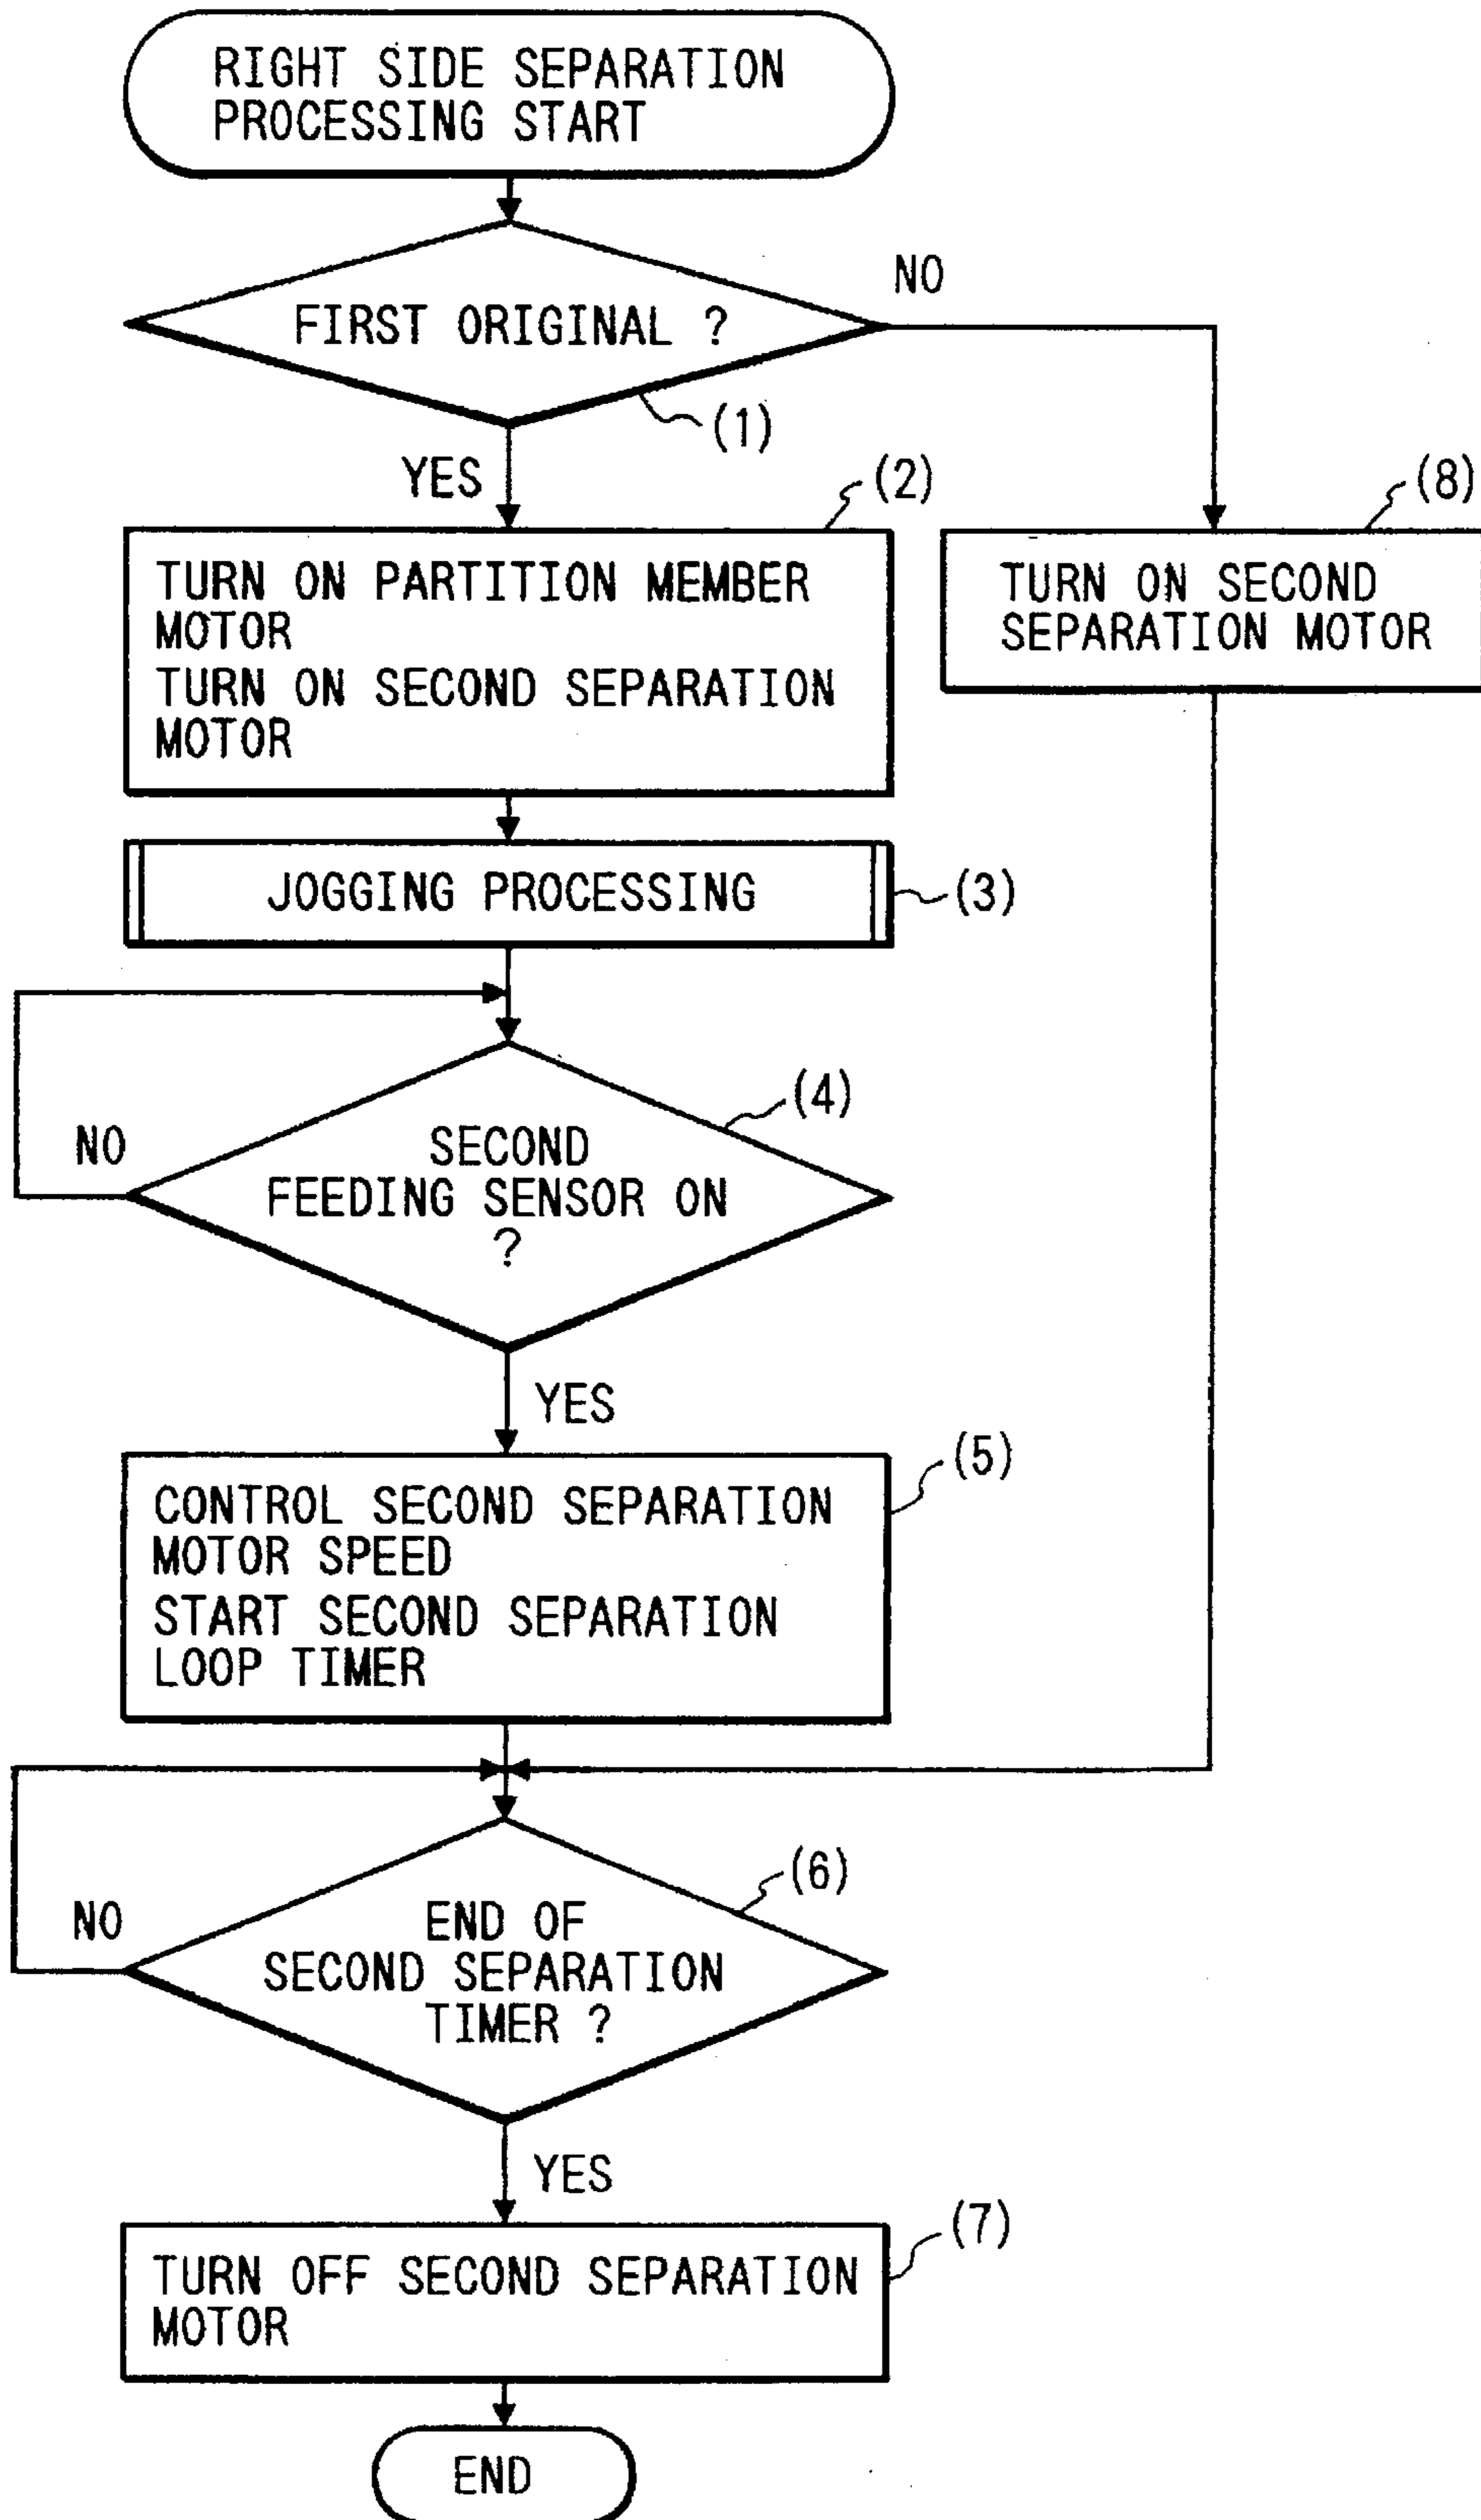 RIGHT SIDE SEPARATION
PROCESSING START
NO
FIRST ORIGINAL ?
(1)
YES
(2)
(8)
TURN ON PARTITION MEMBER
MOTOR
TURN ON SECOND SEPARATION
MOTOR
TURN ON SECOND
SEPARATION MOTOR
JOGGING PROCESSING
(3)
(4)
NO
SECOND
FEEDING SENSOR ON
?
YES
(5)
CONTROL SECOND SEPARATION
MOTOR SPEED
START SECOND SEPARATION
LOOP TIMER
(6)
NO
END OF
SECOND SEPARATION
TIMER ?
YES
(7)
TURN OFF SECOND SEPARATION
MOTOR
END